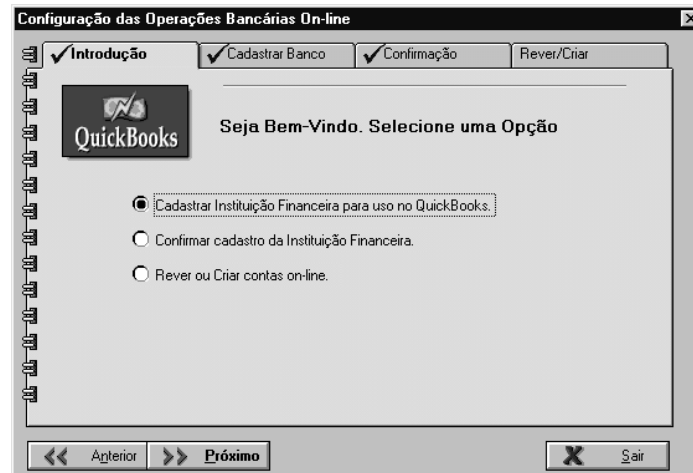 Configuração das Operações Bancárias On-line
Introdução
Cadastrar Banco
Confirmação
Rever/Criar
QuickBooks
Seja Bem-Vindo. Selecione uma Opção
Cadastrar Instituição Financeira para uso no QuickBooks.
Confirmar cadastro da Instituição Financeira.
Rever ou Criar contas on-line.
Anterior
Próximo
Sair